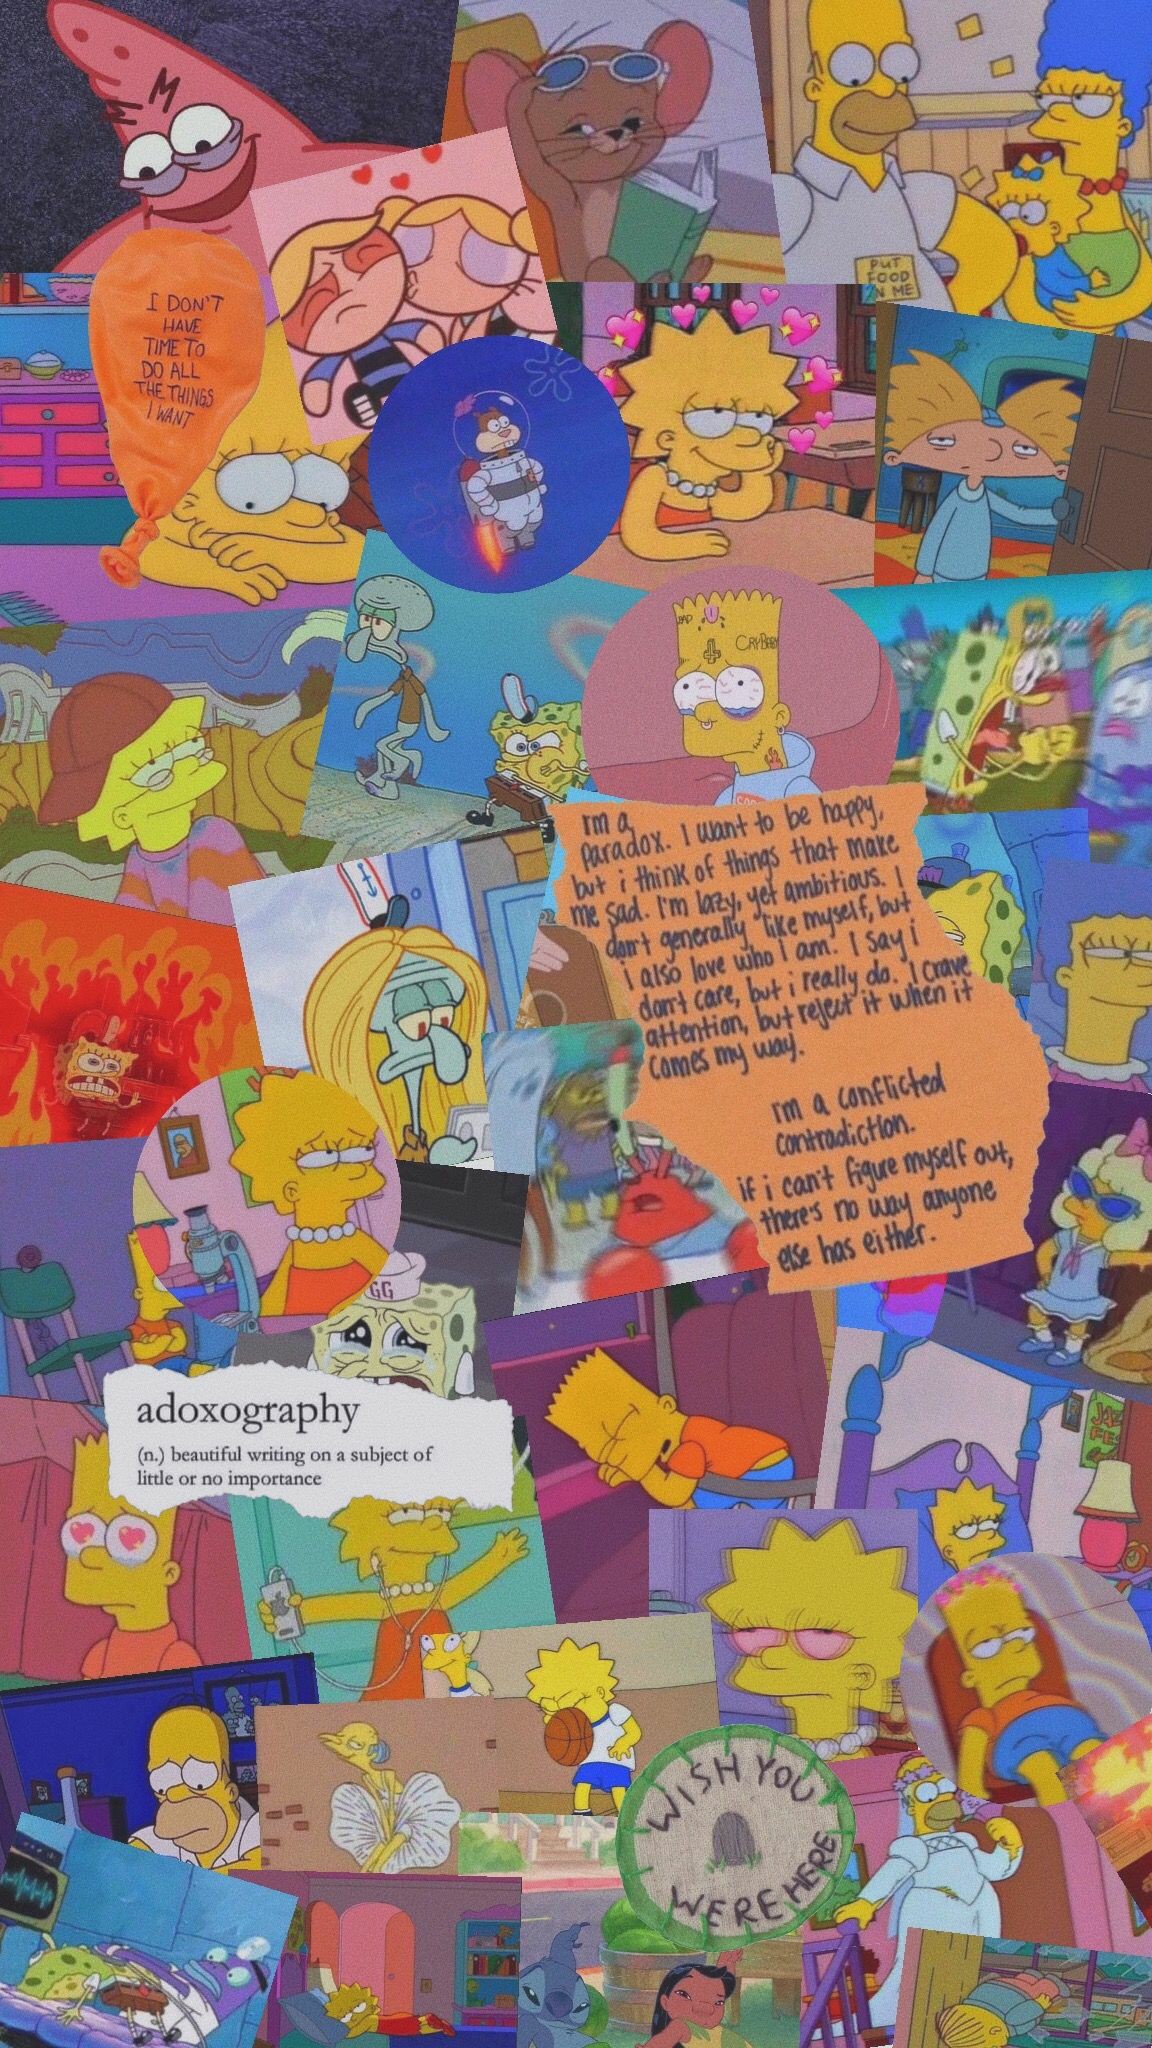 PUT
FOOD
IN ME
I DON'T
HAVE
TIME TO
DO ALL
THE THINGS
I WANT
BAD
CRYBABY
I'm a
paradox. I want to be happy,
but i think of things that make
me sad. I'm lazy, yet ambitious. I
don't generally like myself, but
i also love who I am. I say i
don't care, but i really do. I crave
attention, but reject it when it
comes my way.
I'm a conflicted
contradiction.
if i can't figure myself out,
there's no way anyone
else has either.
GG
adoxography
(n.) beautiful writing on a subject of
little or no importance
WISH YOU
WERE HERE